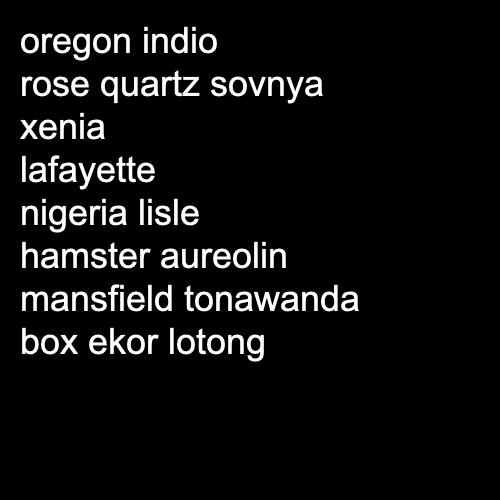 oregon indio
rose quartz sovnya
xenia
lafayette
nigeria lisle
hamster aureolin
mansfield tonawanda
box ekor lotong